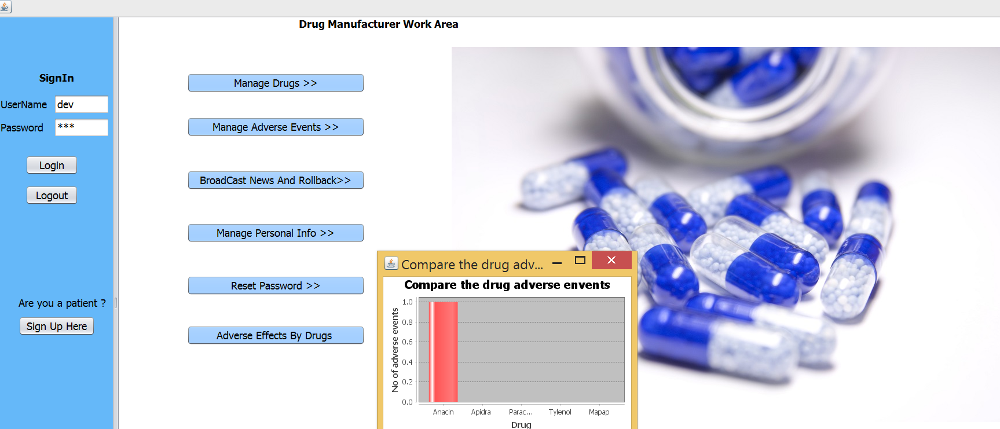 Drug Manufacturer Work Area
SignIn
UserName dev
Password ***
Login
Logout
Are you a patient ?
Sign Up Here
Manage Drugs >>
Manage Adverse Events >>
BroadCast News And Rollback>>
Manage Personal Info >>
Reset Password >>
Adverse Effects By Drugs
Compare the drug adv...
Compare the drug adverse envents
No of adverse events
1.0
0.8
0.6
0.4
0.2
0.0
Anacin Apidra Parac... Tylenol Mapap
Drug